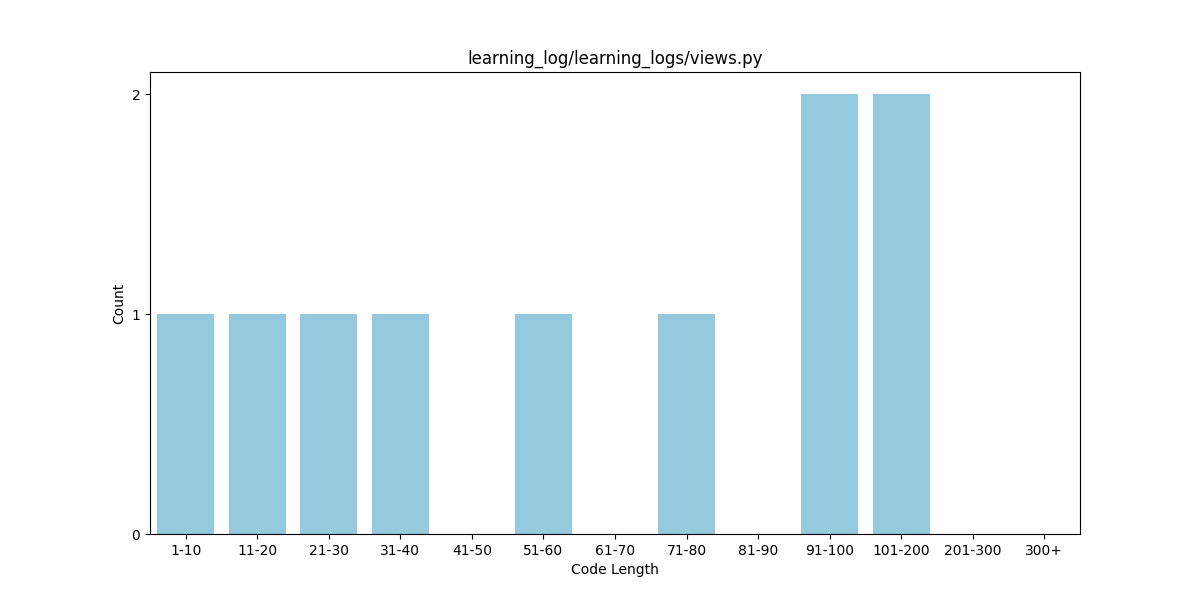 learning_log/learning_logs/views.py
2
1
0
Count
1-10 11-20 21-30 31-40 41-50 51-60 61-70 71-80 81-90 91-100 101-200 201-300 300+
Code Length